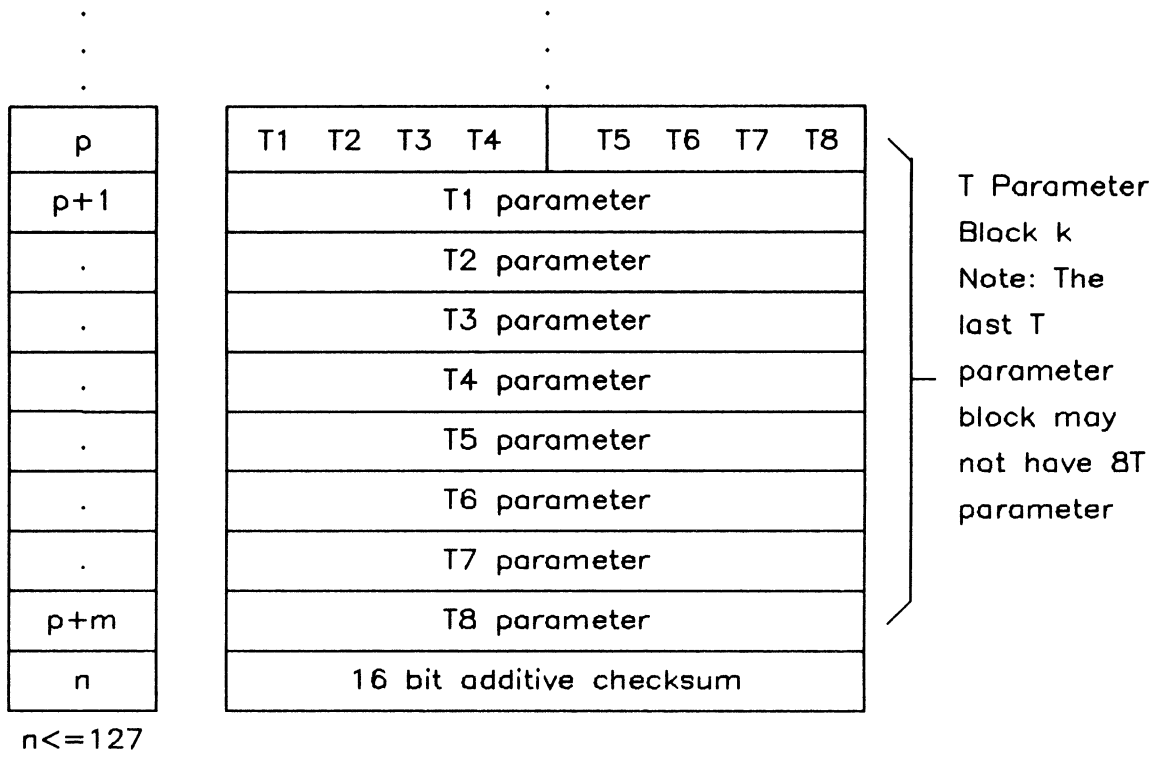 .
.
.
.
.
.
p
T1 T2 T3 T4 T5 T6 T7 T8
p+1
T1 parameter
.
T2 parameter
.
T3 parameter
.
T4 parameter
.
T5 parameter
.
T6 parameter
.
T7 parameter
p+m
T8 parameter
n
16 bit additive checksum
n<=127
T Parameter
Block k
Note: The
last T
parameter
block may
not have 8T
parameter